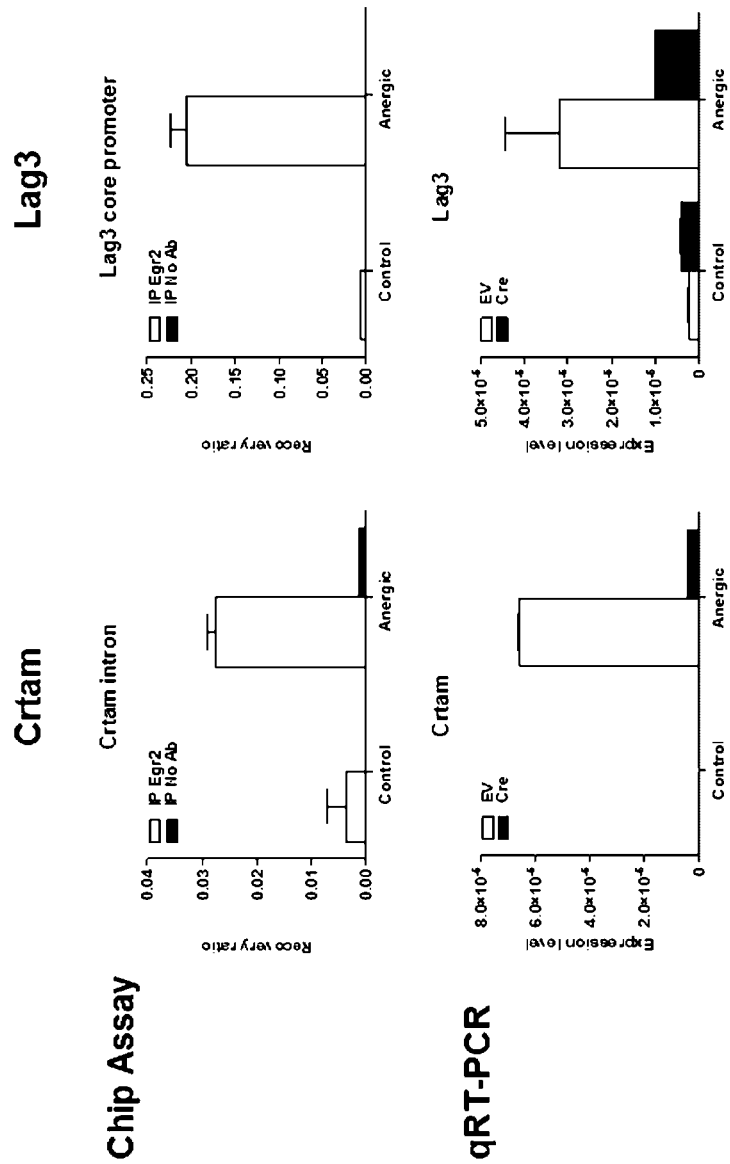 Crtam
Lag3
Chip Assay
Crtam intron
IP Egr2
IP No Ab
Recovery ratio
0.04
0.03
0.02
0.01
0.00
Control
Anergic
Lag3 core promoter
IP Egr2
IP No Ab
Recovery ratio
0.25
0.20
0.15
0.10
0.05
0.00
Control
Anergic
qRT-PCR
Crtam
EV
Cre
Expression level
8.0×10⁻⁵
6.0×10⁻⁵
4.0×10⁻⁵
2.0×10⁻⁵
0
Control
Anergic
Lag3
EV
Cre
Expression level
5.0×10⁻⁵
4.0×10⁻⁵
3.0×10⁻⁵
2.0×10⁻⁵
1.0×10⁻⁵
0
Control
Anergic